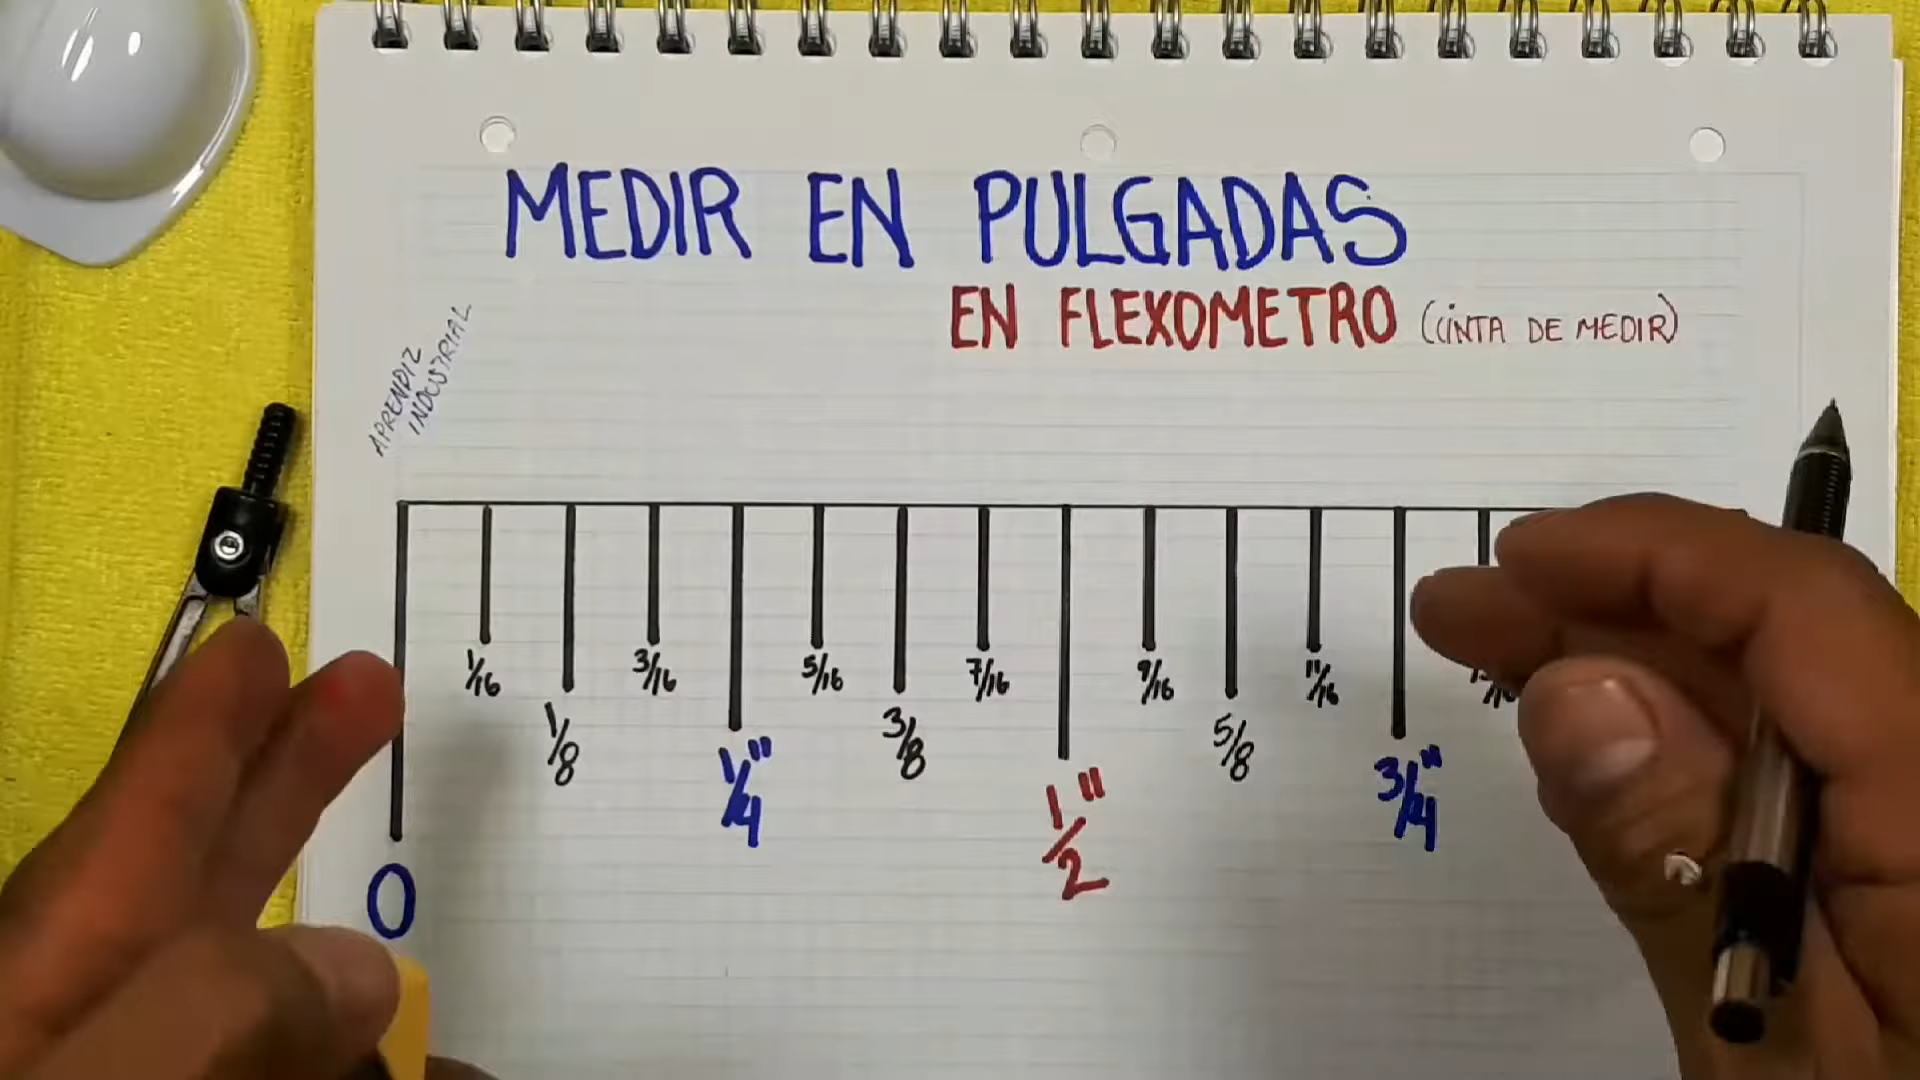 MEDIR EN PULGADAS
EN FLEXOMETRO (CINTA DE MEDIR)
APRENDIZ
INDUSTRIAL
1/16 3/16 5/16 7/16 9/16 11/16
1/8 3/8 5/8
1/4" 3/4"
1/2"
0